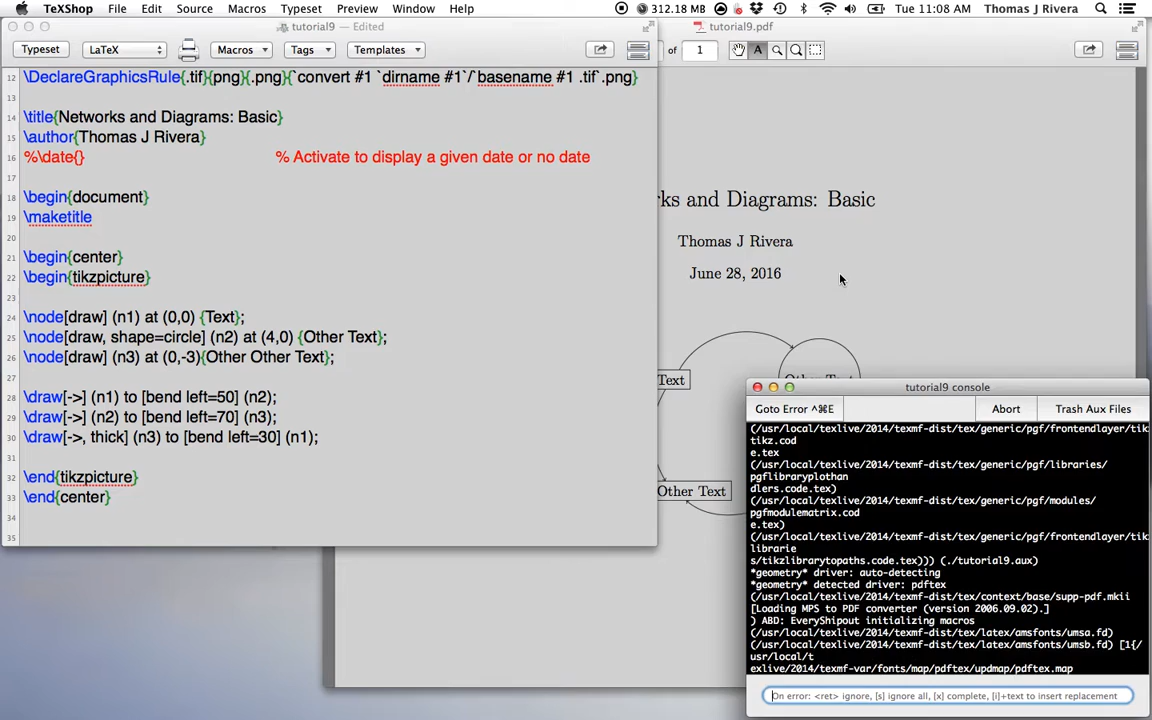 TeXShop File Edit Source Macros Typeset Preview Window Help 312.18 MB Tue 11:08 AM Thomas J Rivera
tutorial9 — Edited
Typeset LaTeX Macros Tags Templates
12 \DeclareGraphicsRule{.tif}{png}{.png}{`convert #1 `dirname #1`/`basename #1 .tif`.png}
13
14 \title{Networks and Diagrams: Basic}
15 \author{Thomas J Rivera}
16 %\date{} % Activate to display a given date or no date
17
18 \begin{document}
19 \maketitle
20
21 \begin{center}
22 \begin{tikzpicture}
23
24 \node[draw] (n1) at (0,0) {Text};
25 \node[draw, shape=circle] (n2) at (4,0) {Other Text};
26 \node[draw] (n3) at (0,-3){Other Other Text};
27
28 \draw[->] (n1) to [bend left=50] (n2);
29 \draw[->] (n2) to [bend left=70] (n3);
30 \draw[->, thick] (n3) to [bend left=30] (n1);
31
32 \end{tikzpicture}
33 \end{center}
34
35
tutorial9.pdf
of 1
rks and Diagrams: Basic
Thomas J Rivera
June 28, 2016
Text
Other Text
tutorial9 console
Goto Error ^⌘E Abort Trash Aux Files
(/usr/local/texlive/2014/texmf-dist/tex/generic/pgf/frontendlayer/tik
tikz.cod
e.tex
(/usr/local/texlive/2014/texmf-dist/tex/generic/pgf/libraries/
pgflibraryplothan
dlers.code.tex)
(/usr/local/texlive/2014/texmf-dist/tex/generic/pgf/modules/
pgfmodulematrix.cod
e.tex)
(/usr/local/texlive/2014/texmf-dist/tex/generic/pgf/frontendlayer/tik
librarie
s/tikzlibrarytopaths.code.tex))) (./tutorial9.aux)
*geometry* driver: auto-detecting
*geometry* detected driver: pdftex
(/usr/local/texlive/2014/texmf-dist/tex/context/base/supp-pdf.mkii
[Loading MPS to PDF converter (version 2006.09.02).]
) ABD: EveryShipout initializing macros
(/usr/local/texlive/2014/texmf-dist/tex/latex/amsfonts/umsa.fd)
(/usr/local/texlive/2014/texmf-dist/tex/latex/amsfonts/umsb.fd) [1{/
usr/local/t
exlive/2014/texmf-var/fonts/map/pdftex/updmap/pdftex.map
On error: <ret> ignore, [s] ignore all, [x] complete, [i]+text to insert replacement